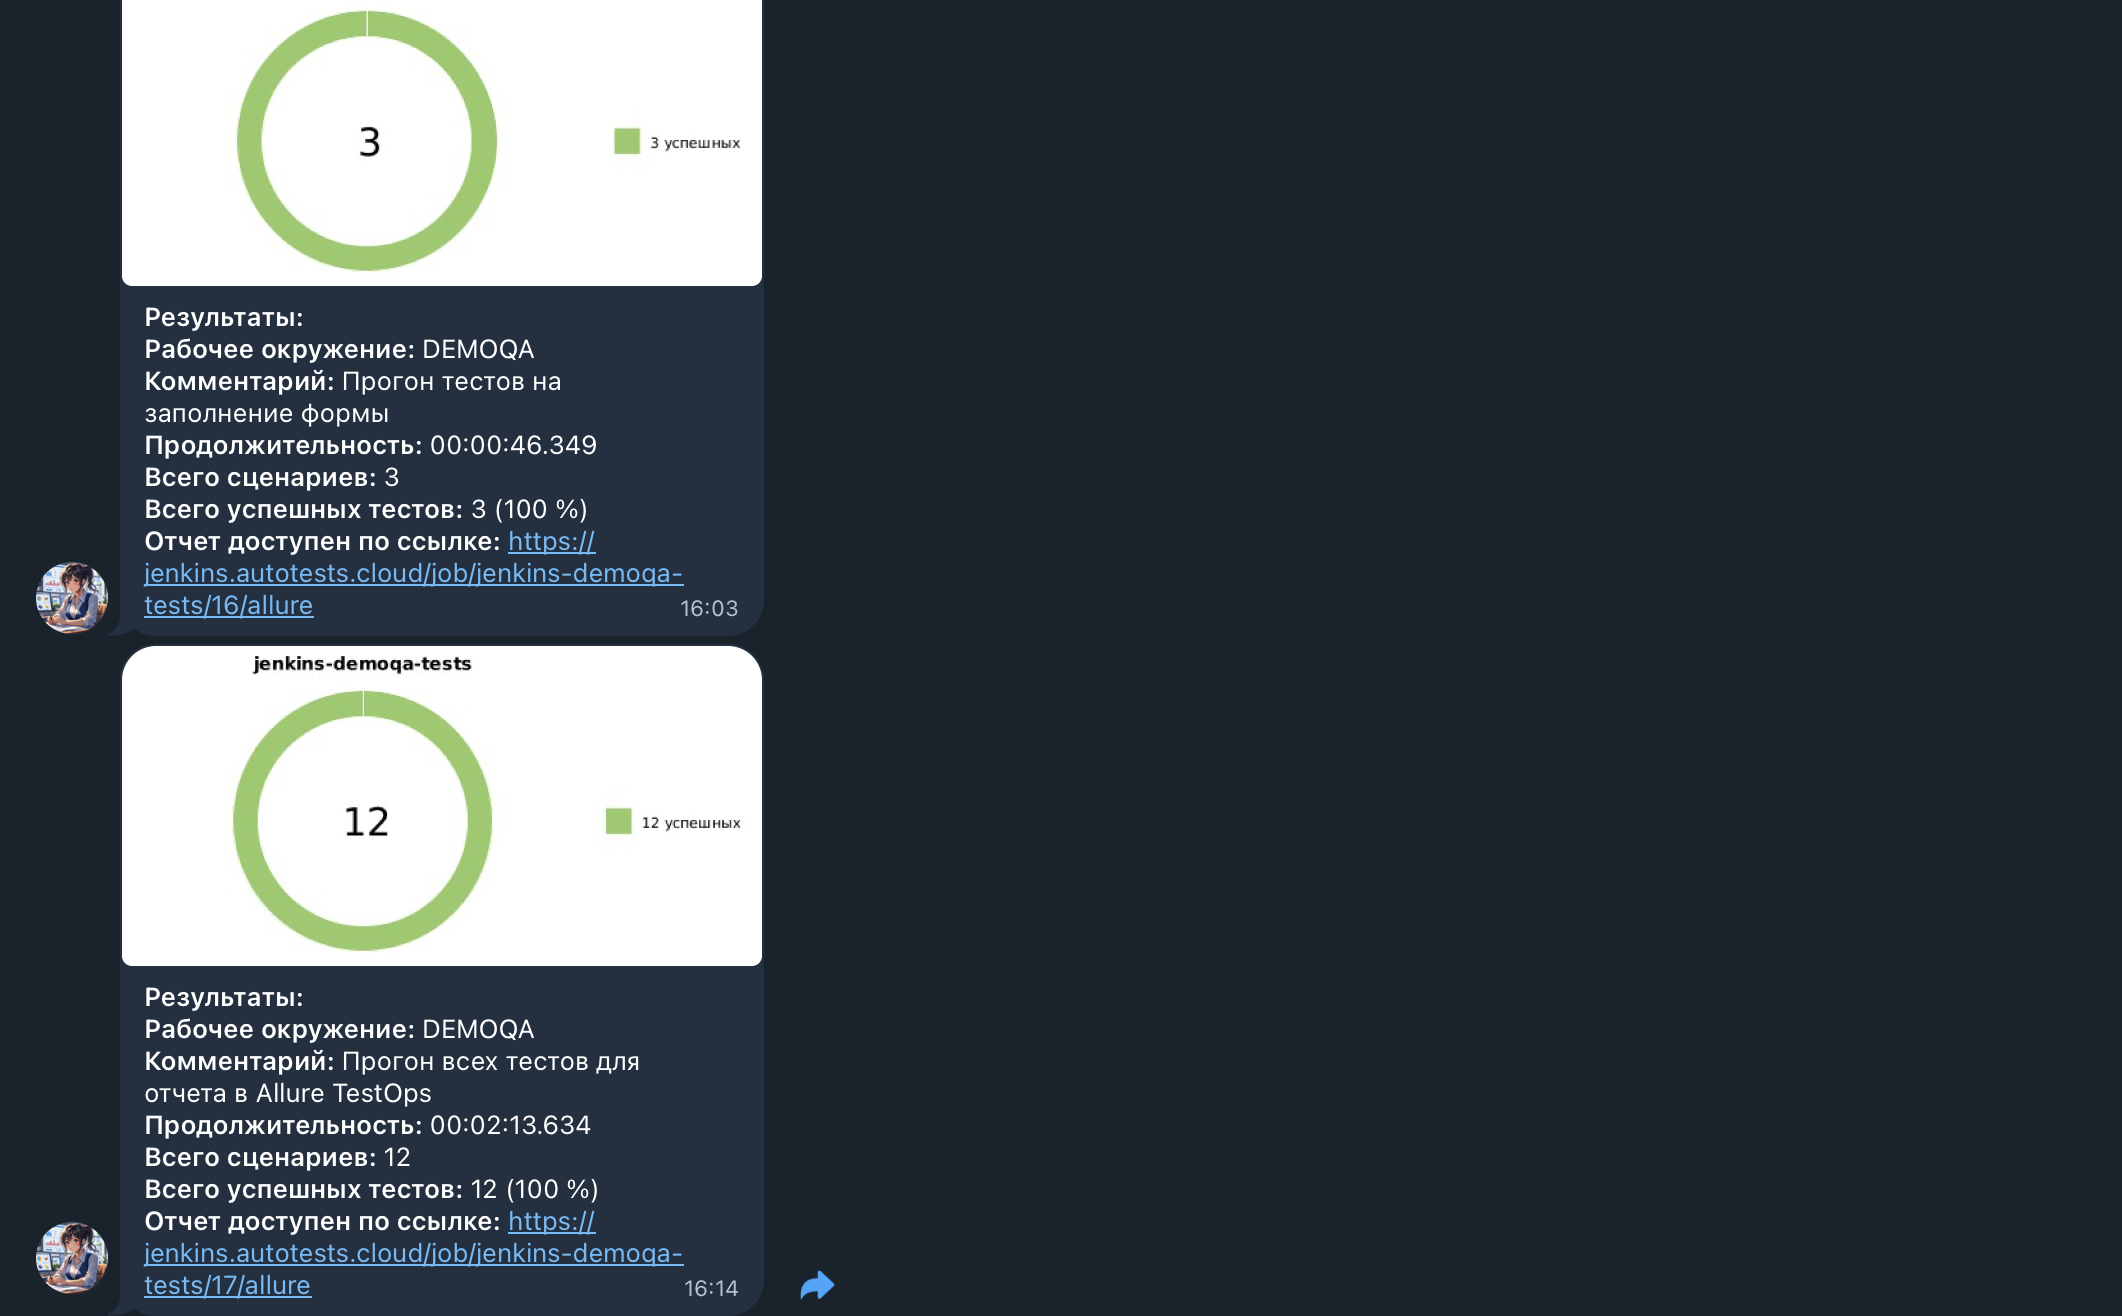 3
3 успешных
Результаты:
Рабочее окружение: DEMOQA
Комментарий: Прогон тестов на
заполнение формы
Продолжительность: 00:00:46.349
Всего сценариев: 3
Всего успешных тестов: 3 (100 %)
Отчет доступен по ссылке: https://
jenkins.autotests.cloud/job/jenkins-demoqa-
tests/16/allure
16:03
jenkins-demoqa-tests
12
12 успешных
Результаты:
Рабочее окружение: DEMOQA
Комментарий: Прогон всех тестов для
отчета в Allure TestOps
Продолжительность: 00:02:13.634
Всего сценариев: 12
Всего успешных тестов: 12 (100 %)
Отчет доступен по ссылке: https://
jenkins.autotests.cloud/job/jenkins-demoqa-
tests/17/allure
16:14